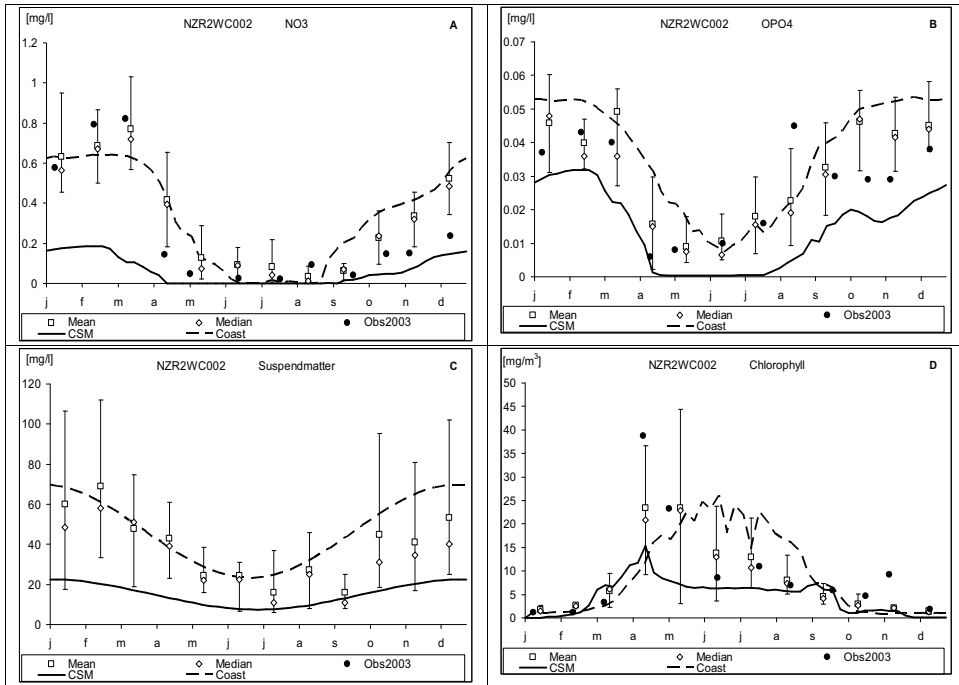 [mg/l] NZR2WC002 NO3 A
1.2
1
0.8
0.6
0.4
0.2
0
j f m a m j j a s o n d
Mean Median Obs2003
CSM Coast
[mg/l] NZR2WC002 OPO4 B
0.07
0.06
0.05
0.04
0.03
0.02
0.01
0
j f m a m j j a s o n d
Mean Median Obs2003
CSM Coast
[mg/l] NZR2WC002 Suspendmatter C
120
100
80
60
40
20
0
j f m a m j j a s o n d
Mean Median Obs2003
CSM Coast
[mg/m³] NZR2WC002 Chlorophyll D
50
45
40
35
30
25
20
15
10
5
0
j f m a m j j a s o n d
Mean Median Obs2003
CSM Coast